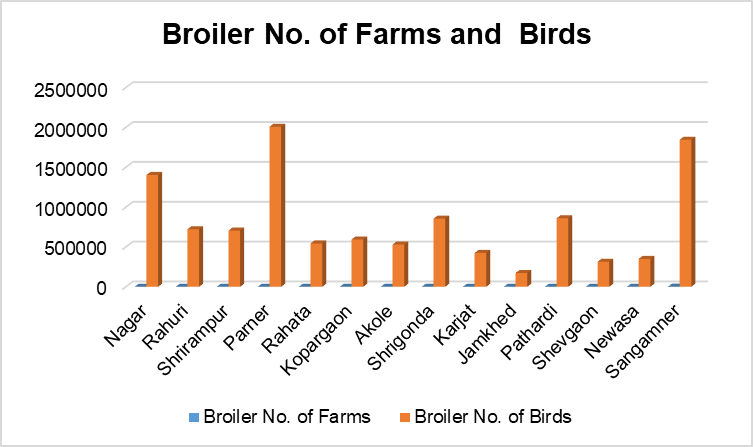 Broiler No. of Farms and  Birds
2500000
2000000
1500000
1000000
500000
0
Nagar
Rahuri
Shrirampur
Parner
Rahata
Kopargaon
Akole
Shrigonda
Karjat
Jamkhed
Pathardi
Shevgaon
Newasa
Sangamner
Broiler No. of Farms
Broiler No. of Birds